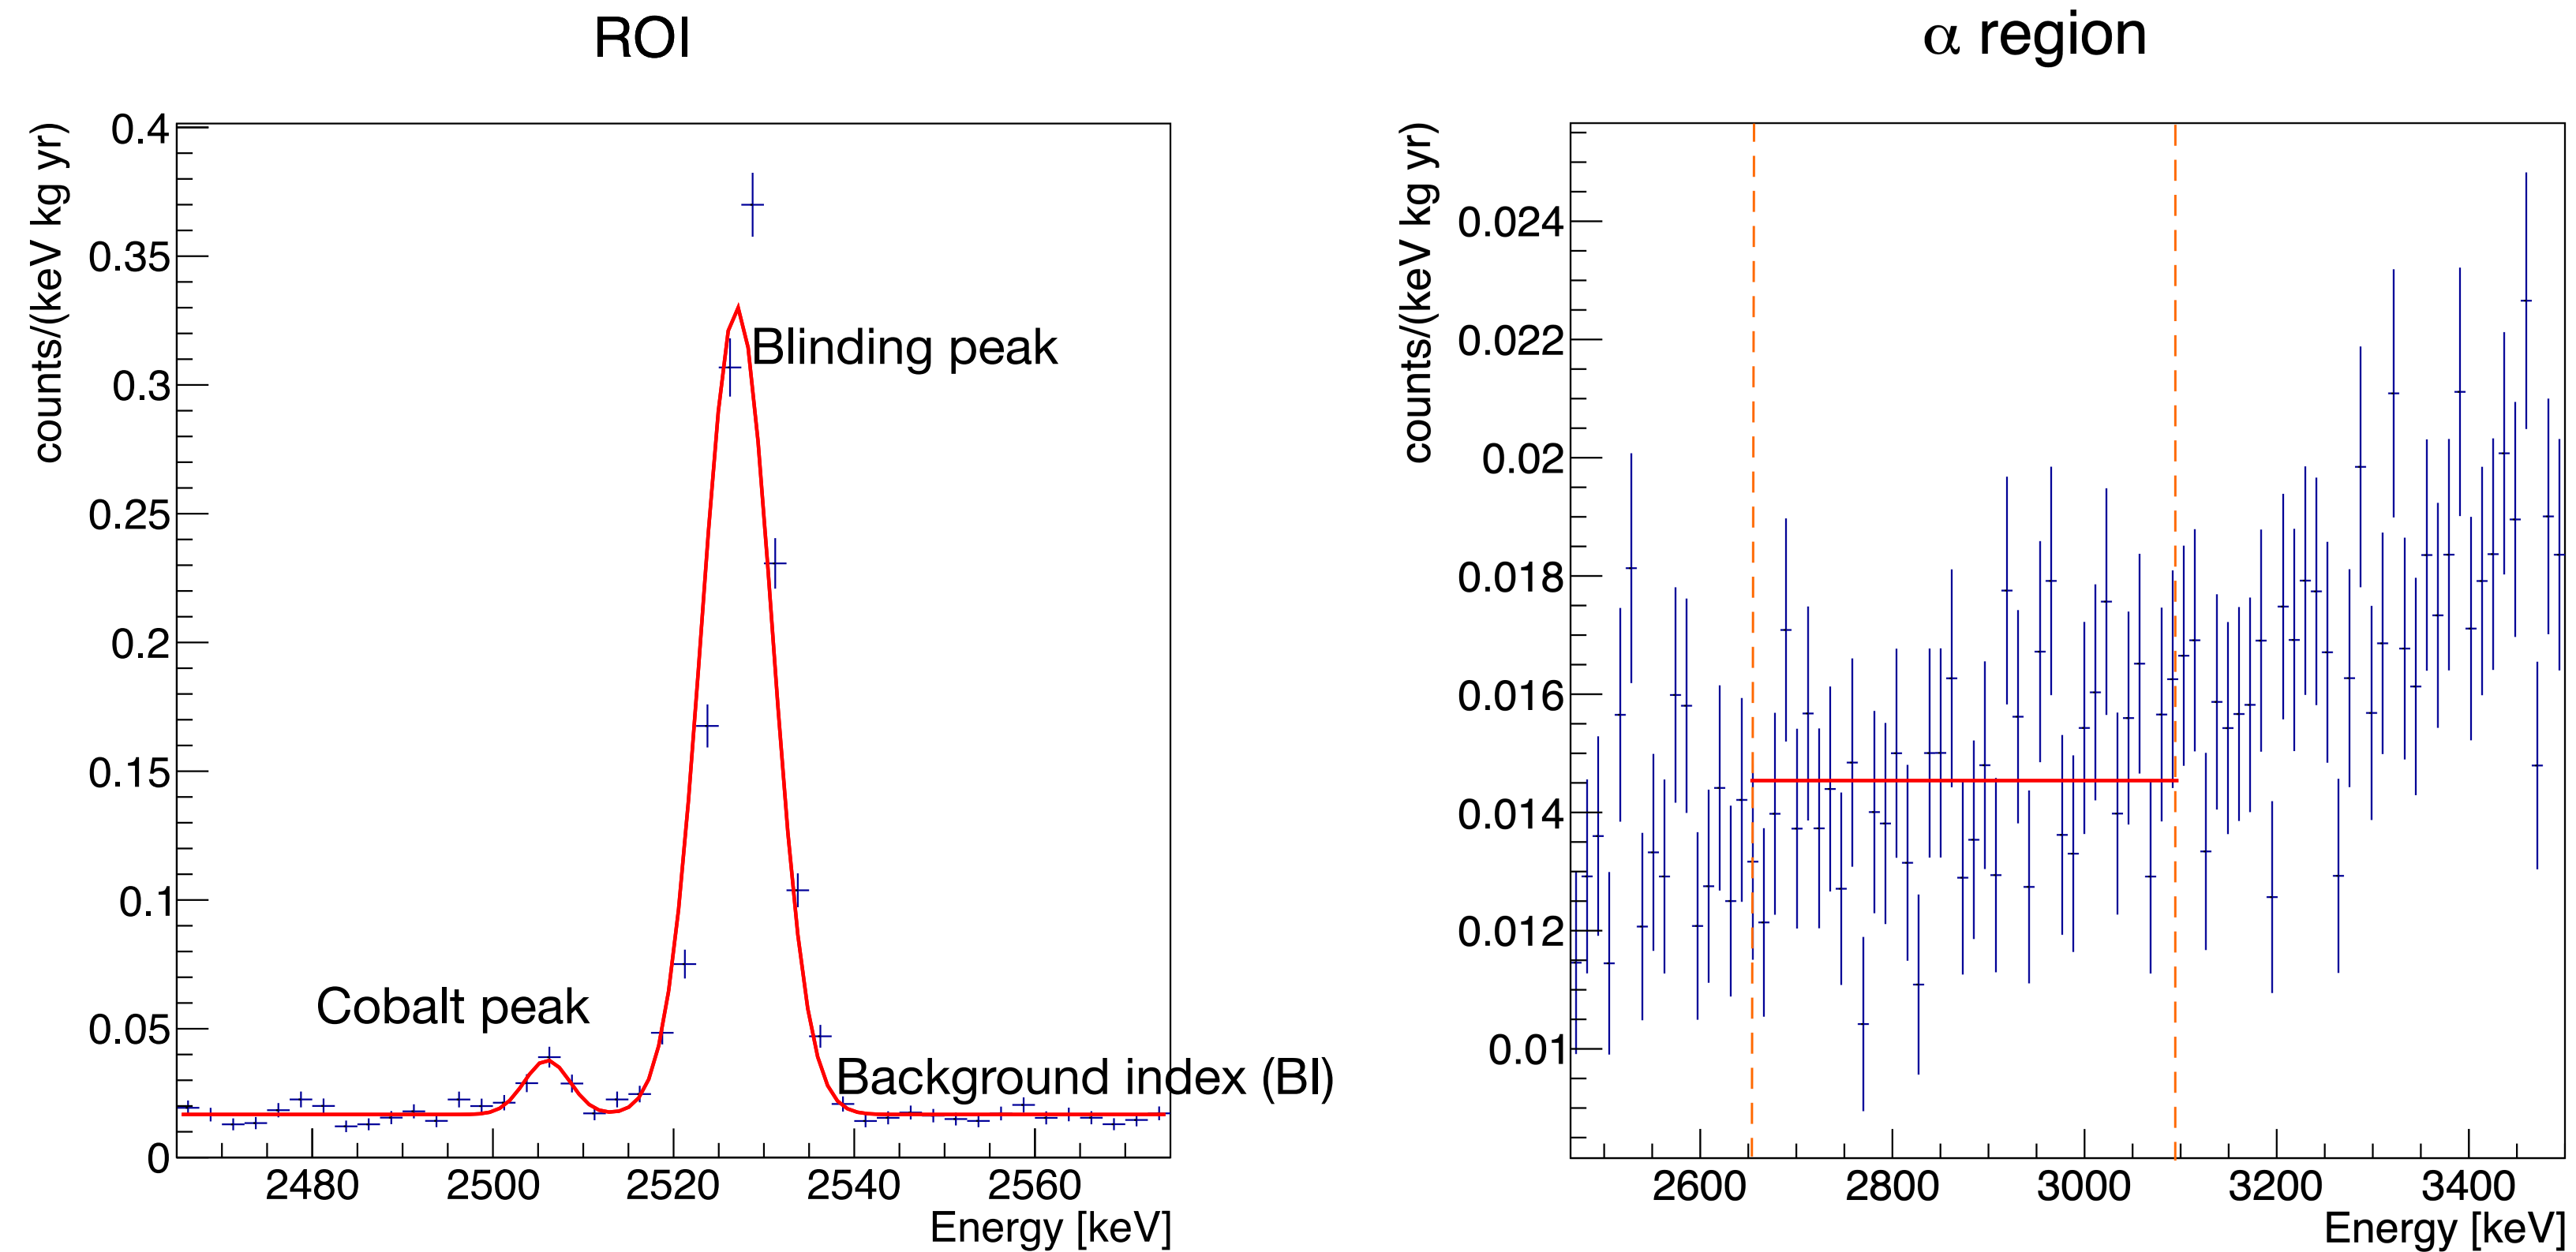 ROI
counts/(keV kg yr)
0.4
0.35
0.3
0.25
0.2
0.15
0.1
0.05
0
Blinding peak
Cobalt peak
Background index (BI)
2480 2500 2520 2540 2560
Energy [keV]
α region
counts/(keV kg yr)
0.024
0.022
0.02
0.018
0.016
0.014
0.012
0.01
2600 2800 3000 3200 3400
Energy [keV]